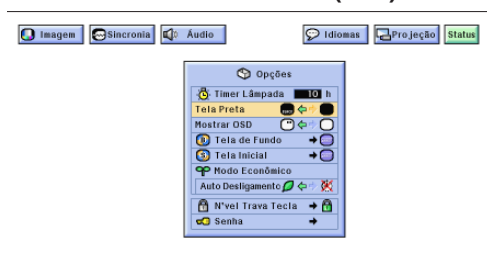 Imagem Sincronia Áudio Idiomas Projeção Status
Opções
Timer Lâmpada 10 h
Tela Preta
Mostrar OSD
Tela de Fundo
Tela Inicial
Modo Econômico
Auto Desligamento
N'vel Trava Tecla
Senha